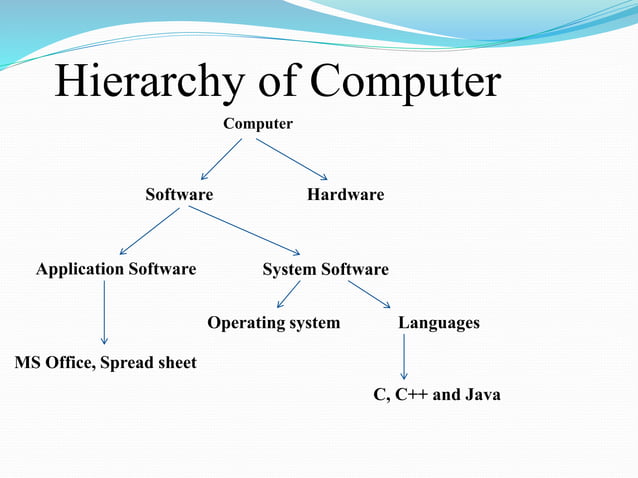 Hierarchy of Computer
Computer
Software
Hardware
Application Software
System Software
Operating system
Languages
MS Office, Spread sheet
C, C++ and Java